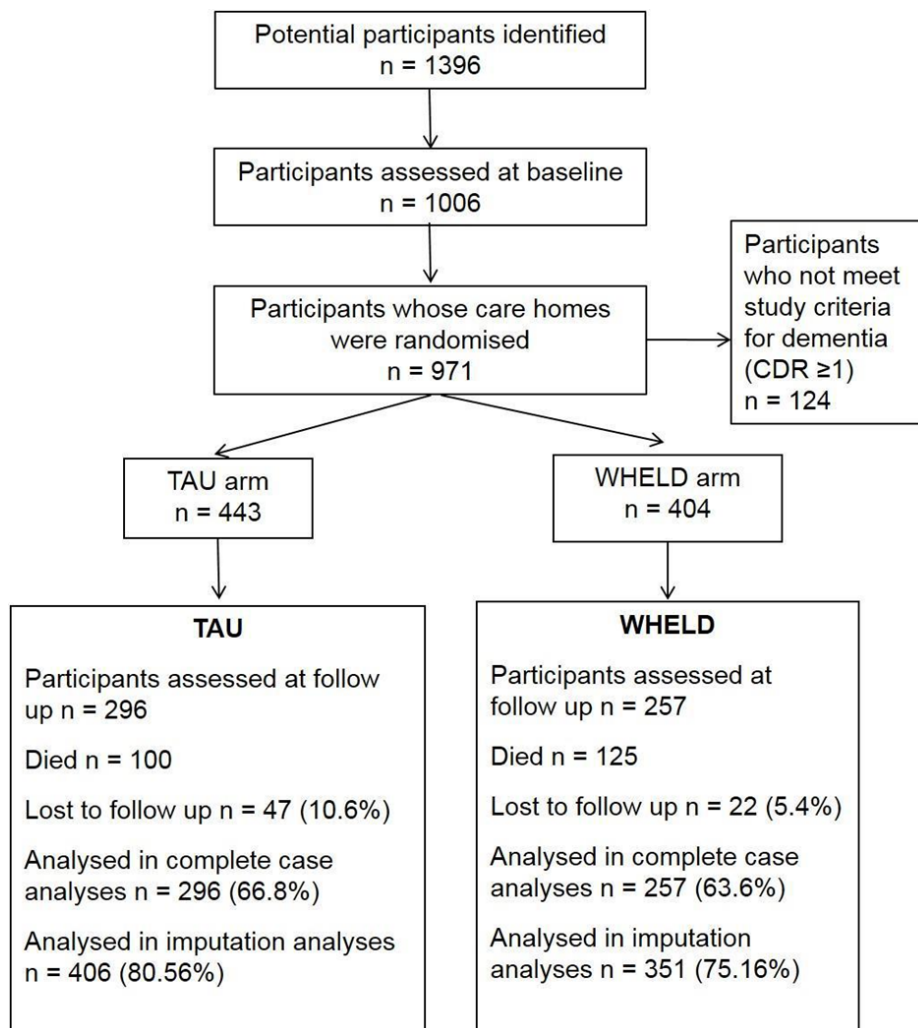 Potential participants identified
n = 1396
Participants assessed at baseline
n = 1006
Participants whose care homes
were randomised
n = 971
Participants
who not meet
study criteria
for dementia
(CDR ≥1)
n = 124
TAU arm
n = 443
WHELD arm
n = 404
TAU
Participants assessed at follow
up n = 296
Died n = 100
Lost to follow up n = 47 (10.6%)
Analysed in complete case
analyses n = 296 (66.8%)
Analysed in imputation analyses
n = 406 (80.56%)
WHELD
Participants assessed at
follow up n = 257
Died n = 125
Lost to follow up n = 22 (5.4%)
Analysed in complete case
analyses n = 257 (63.6%)
Analysed in imputation
analyses n = 351 (75.16%)